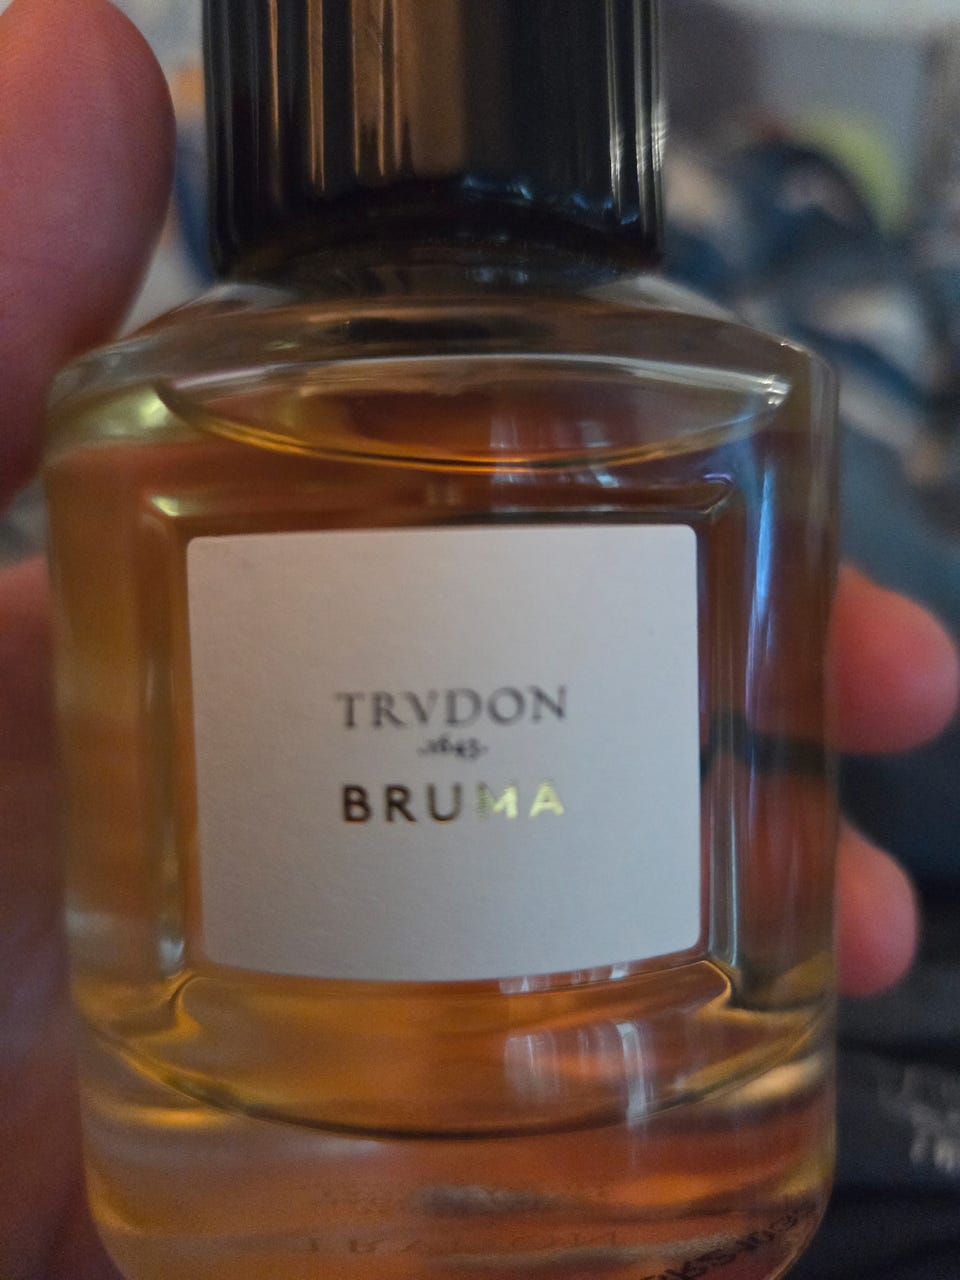 TRVDON
.1643.
BRUMA